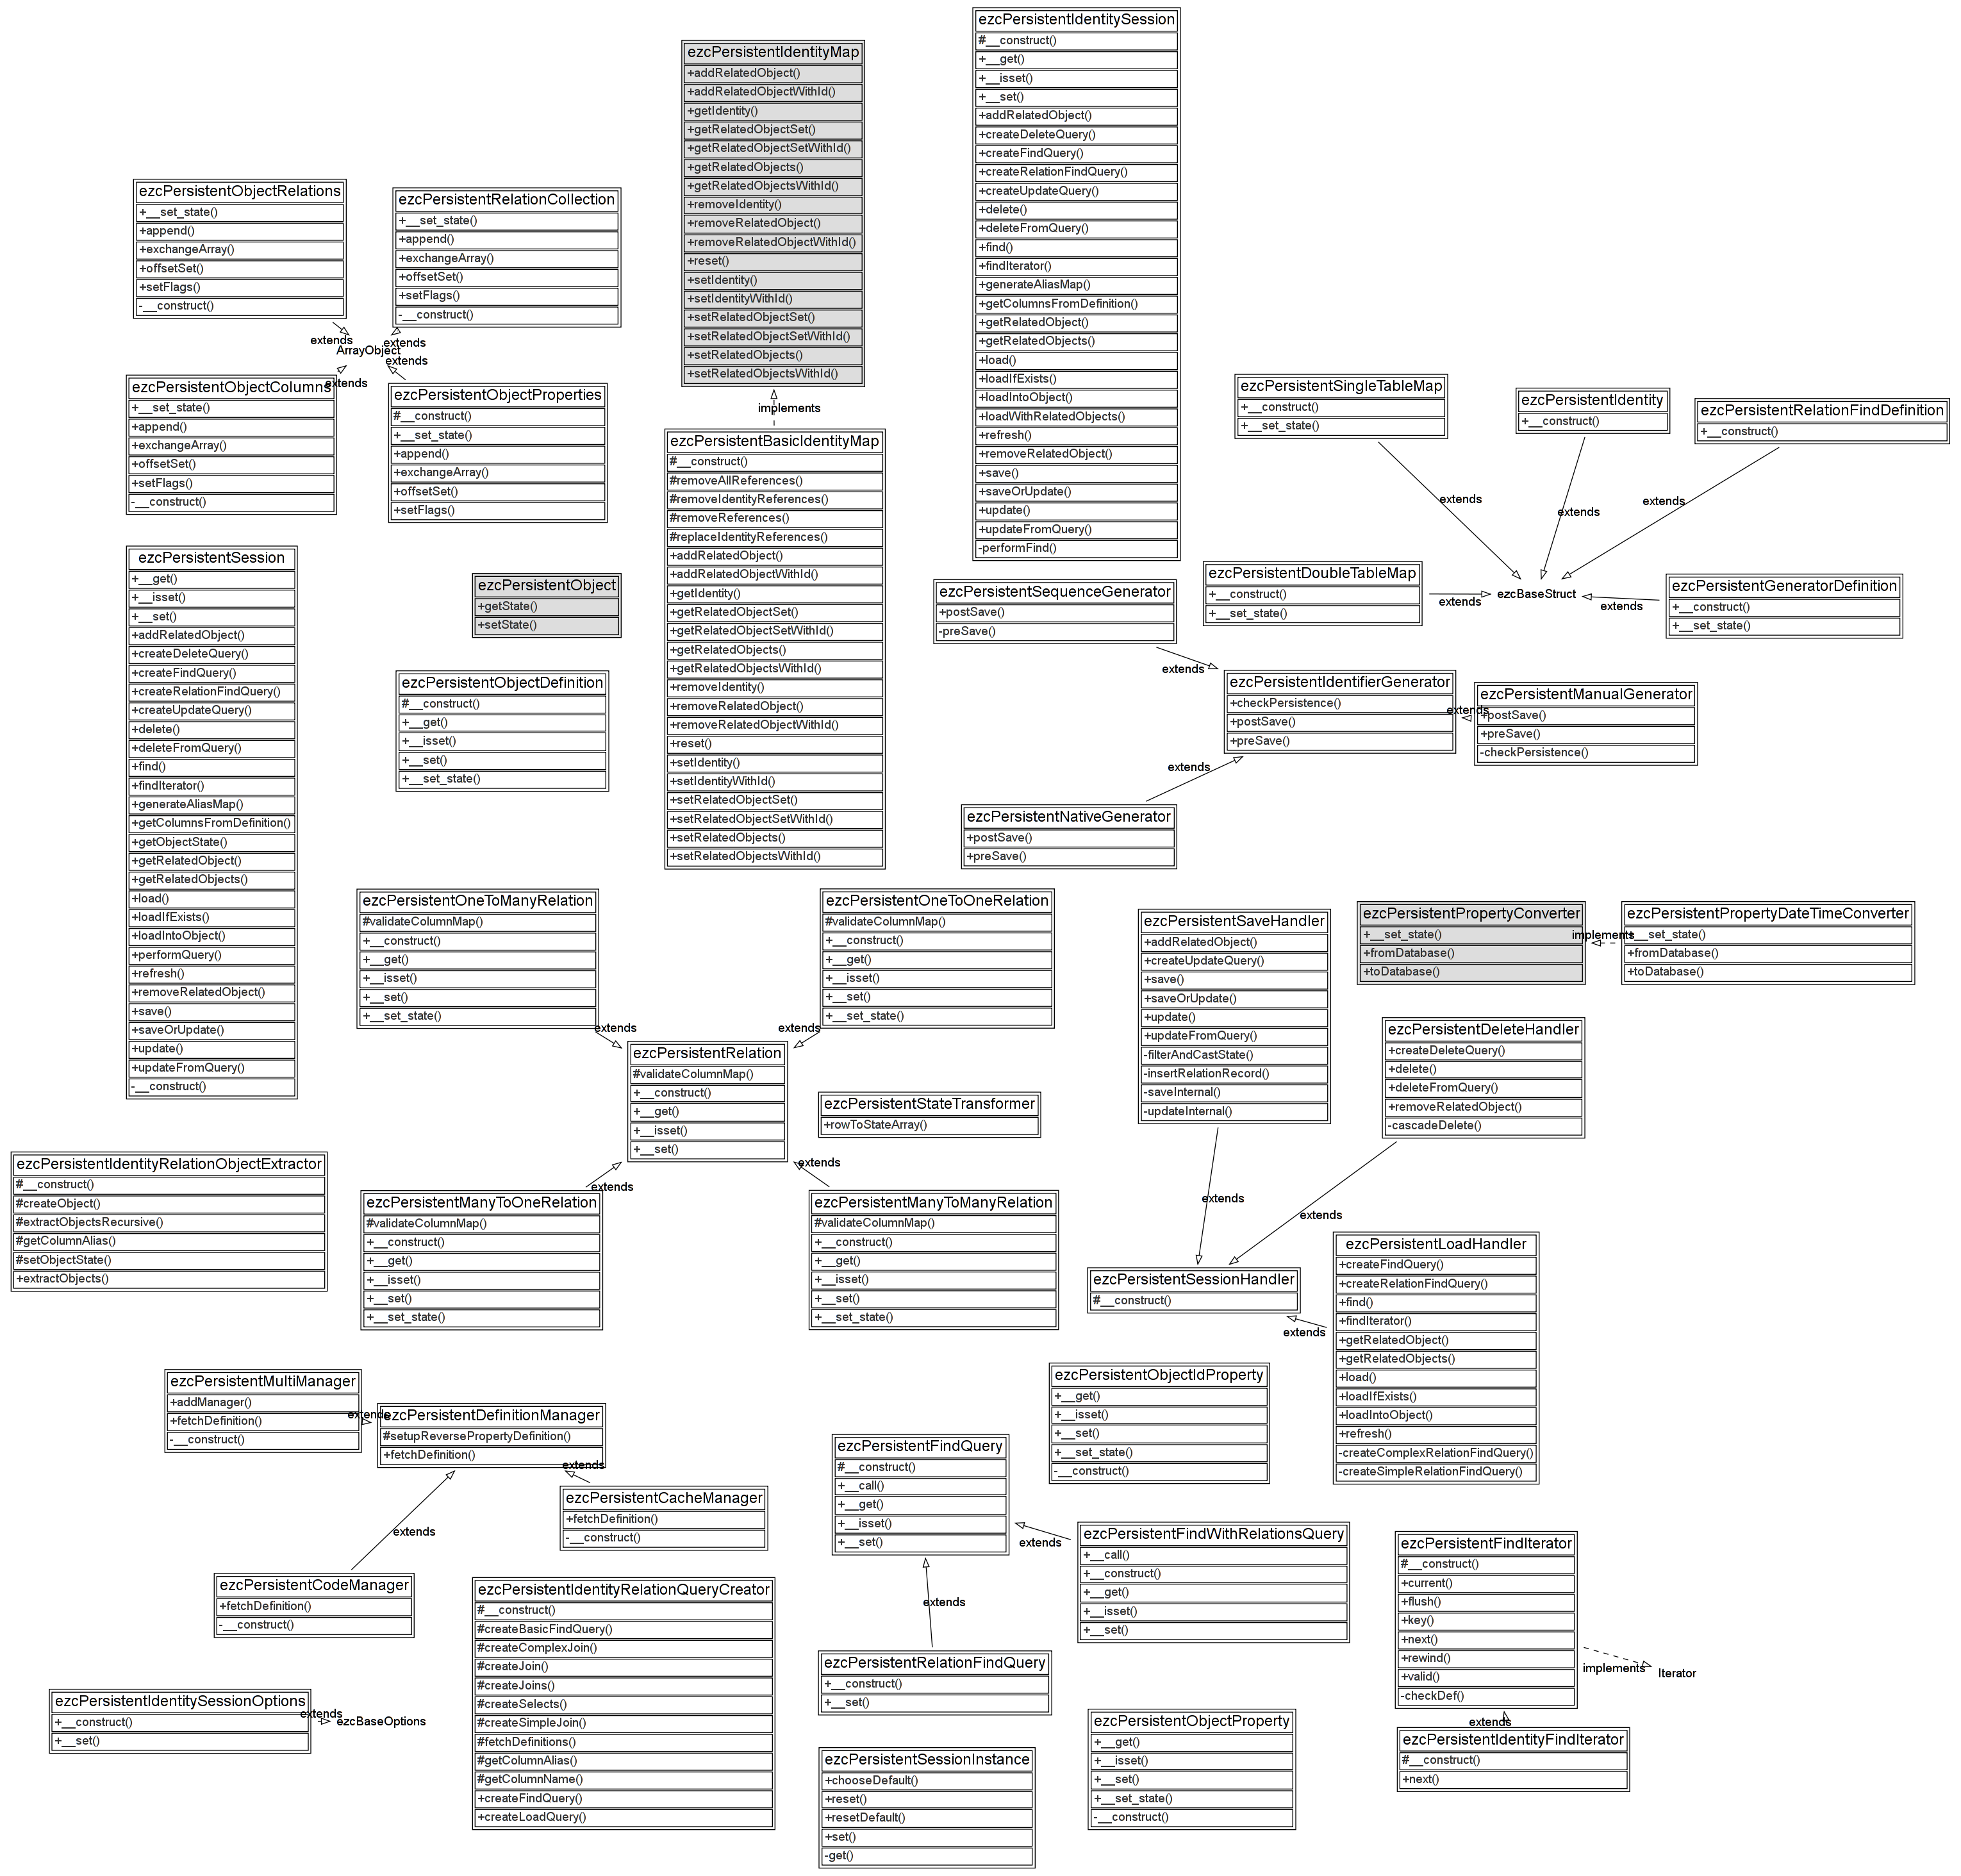 ezcPersistentIdentitySession
#__construct()
+__get()
+__isset()
+__set()
+addRelatedObject()
+createDeleteQuery()
+createFindQuery()
+createRelationFindQuery()
+createUpdateQuery()
+delete()
+deleteFromQuery()
+find()
+findIterator()
+generateAliasMap()
+getColumnsFromDefinition()
+getRelatedObject()
+getRelatedObjects()
+load()
+loadIfExists()
+loadIntoObject()
+loadWithRelatedObjects()
+refresh()
+removeRelatedObject()
+save()
+saveOrUpdate()
+update()
+updateFromQuery()
-performFind()
ezcPersistentIdentityMap
+addRelatedObject()
+addRelatedObjectWithId()
+getIdentity()
+getRelatedObjectSet()
+getRelatedObjectSetWithId()
+getRelatedObjects()
+getRelatedObjectsWithId()
+removeIdentity()
+removeRelatedObject()
+removeRelatedObjectWithId()
+reset()
+setIdentity()
+setIdentityWithId()
+setRelatedObjectSet()
+setRelatedObjectSetWithId()
+setRelatedObjects()
+setRelatedObjectsWithId()
implements
ezcPersistentObjectRelations
+__set_state()
+append()
+exchangeArray()
+offsetSet()
+setFlags()
-__construct()
ezcPersistentRelationCollection
+__set_state()
+append()
+exchangeArray()
+offsetSet()
+setFlags()
-__construct()
extends
extends
ArrayObject
extends
extends
ezcPersistentObjectColumns
+__set_state()
+append()
+exchangeArray()
+offsetSet()
+setFlags()
-__construct()
ezcPersistentObjectProperties
#__construct()
+__set_state()
+append()
+exchangeArray()
+offsetSet()
+setFlags()
ezcPersistentBasicIdentityMap
#__construct()
#removeAllReferences()
#removeIdentityReferences()
#removeReferences()
#replaceIdentityReferences()
+addRelatedObject()
+addRelatedObjectWithId()
+getIdentity()
+getRelatedObjectSet()
+getRelatedObjectSetWithId()
+getRelatedObjects()
+getRelatedObjectsWithId()
+removeIdentity()
+removeRelatedObject()
+removeRelatedObjectWithId()
+reset()
+setIdentity()
+setIdentityWithId()
+setRelatedObjectSet()
+setRelatedObjectSetWithId()
+setRelatedObjects()
+setRelatedObjectsWithId()
ezcPersistentSingleTableMap
+__construct()
+__set_state()
ezcPersistentIdentity
+__construct()
ezcPersistentRelationFindDefinition
+__construct()
extends
extends
extends
ezcPersistentDoubleTableMap
+__construct()
+__set_state()
extends
ezcBaseStruct
extends
ezcPersistentGeneratorDefinition
+__construct()
+__set_state()
ezcPersistentSession
+__get()
+__isset()
+__set()
+addRelatedObject()
+createDeleteQuery()
+createFindQuery()
+createRelationFindQuery()
+createUpdateQuery()
+delete()
+deleteFromQuery()
+find()
+findIterator()
+generateAliasMap()
+getColumnsFromDefinition()
+getObjectState()
+getRelatedObject()
+getRelatedObjects()
+load()
+loadIfExists()
+loadIntoObject()
+performQuery()
+refresh()
+removeRelatedObject()
+save()
+saveOrUpdate()
+update()
+updateFromQuery()
-__construct()
ezcPersistentObject
+getState()
+setState()
ezcPersistentObjectDefinition
#__construct()
+__get()
+__isset()
+__set()
+__set_state()
ezcPersistentSequenceGenerator
+postSave()
-preSave()
extends
ezcPersistentIdentifierGenerator
+checkPersistence()
+postSave()
+preSave()
extends
ezcPersistentManualGenerator
+postSave()
+preSave()
-checkPersistence()
extends
ezcPersistentNativeGenerator
+postSave()
+preSave()
ezcPersistentOneToManyRelation
#validateColumnMap()
+__construct()
+__get()
+__isset()
+__set()
+__set_state()
ezcPersistentOneToOneRelation
#validateColumnMap()
+__construct()
+__get()
+__isset()
+__set()
+__set_state()
extends
extends
ezcPersistentRelation
#validateColumnMap()
+__construct()
+__get()
+__isset()
+__set()
extends
extends
ezcPersistentManyToOneRelation
#validateColumnMap()
+__construct()
+__get()
+__isset()
+__set()
+__set_state()
ezcPersistentManyToManyRelation
#validateColumnMap()
+__construct()
+__get()
+__isset()
+__set()
+__set_state()
ezcPersistentStateTransformer
+rowToStateArray()
ezcPersistentSaveHandler
+addRelatedObject()
+createUpdateQuery()
+save()
+saveOrUpdate()
+update()
+updateFromQuery()
-filterAndCastState()
-insertRelationRecord()
-saveInternal()
-updateInternal()
ezcPersistentPropertyConverter
+__set_state()
+fromDatabase()
+toDatabase()
implements
ezcPersistentPropertyDateTimeConverter
+__set_state()
+fromDatabase()
+toDatabase()
ezcPersistentDeleteHandler
+createDeleteQuery()
+delete()
+deleteFromQuery()
+removeRelatedObject()
-cascadeDelete()
ezcPersistentIdentityRelationObjectExtractor
#__construct()
#createObject()
#extractObjectsRecursive()
#getColumnAlias()
#setObjectState()
+extractObjects()
extends
extends
ezcPersistentSessionHandler
#__construct()
extends
ezcPersistentLoadHandler
+createFindQuery()
+createRelationFindQuery()
+find()
+findIterator()
+getRelatedObject()
+getRelatedObjects()
+load()
+loadIfExists()
+loadIntoObject()
+refresh()
-createComplexRelationFindQuery()
-createSimpleRelationFindQuery()
ezcPersistentMultiManager
+addManager()
+fetchDefinition()
-__construct()
extends
ezcPersistentDefinitionManager
#setupReversePropertyDefinition()
+fetchDefinition()
extends
ezcPersistentCacheManager
+fetchDefinition()
-__construct()
extends
ezcPersistentCodeManager
+fetchDefinition()
-__construct()
ezcPersistentObjectIdProperty
+__get()
+__isset()
+__set()
+__set_state()
-__construct()
ezcPersistentFindQuery
#__construct()
+__call()
+__get()
+__isset()
+__set()
extends
ezcPersistentFindWithRelationsQuery
+__call()
+__construct()
+__get()
+__isset()
+__set()
extends
ezcPersistentRelationFindQuery
+__construct()
+__set()
ezcPersistentFindIterator
#__construct()
+current()
+flush()
+key()
+next()
+rewind()
+valid()
-checkDef()
implements
Iterator
extends
ezcPersistentIdentityFindIterator
#__construct()
+next()
ezcPersistentIdentityRelationQueryCreator
#__construct()
#createBasicFindQuery()
#createComplexJoin()
#createJoin()
#createJoins()
#createSelects()
#createSimpleJoin()
#fetchDefinitions()
#getColumnAlias()
#getColumnName()
+createFindQuery()
+createLoadQuery()
ezcPersistentIdentitySessionOptions
+__construct()
+__set()
extends
ezcBaseOptions
ezcPersistentObjectProperty
+__get()
+__isset()
+__set()
+__set_state()
-__construct()
ezcPersistentSessionInstance
+chooseDefault()
+reset()
+resetDefault()
+set()
-get()